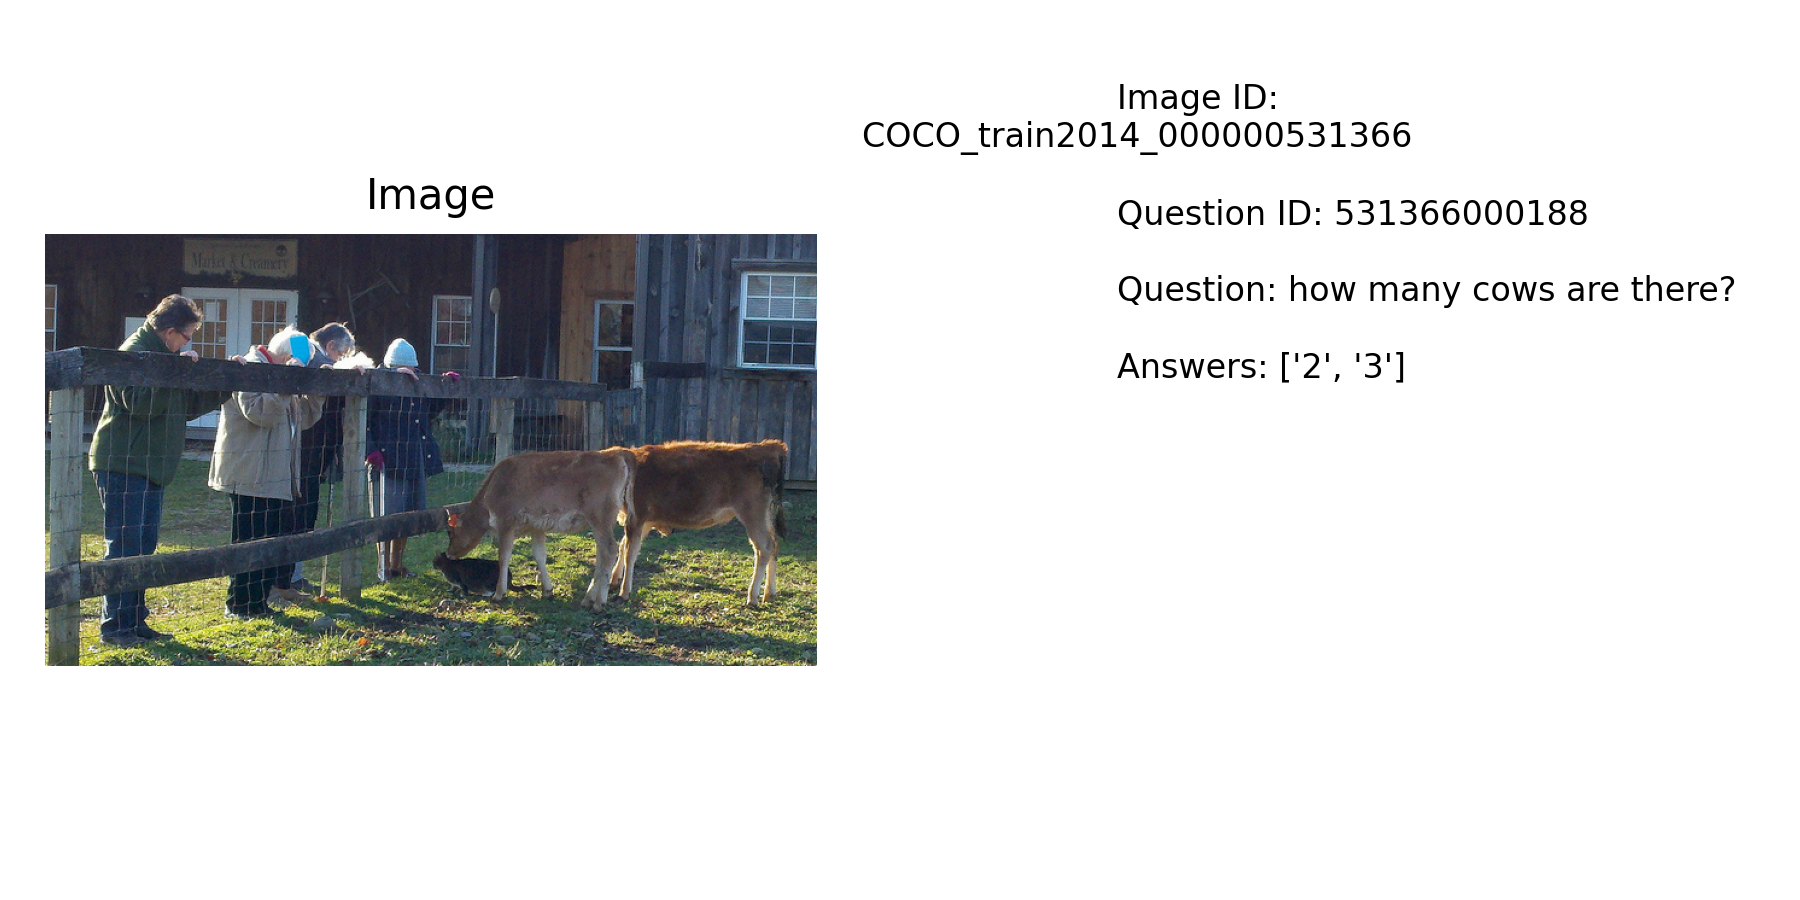 Image ID:
COCO_train2014_000000531366
Question ID: 531366000188
Question: how many cows are there?
Answers: ['2', '3']
Image
Market & Creamery